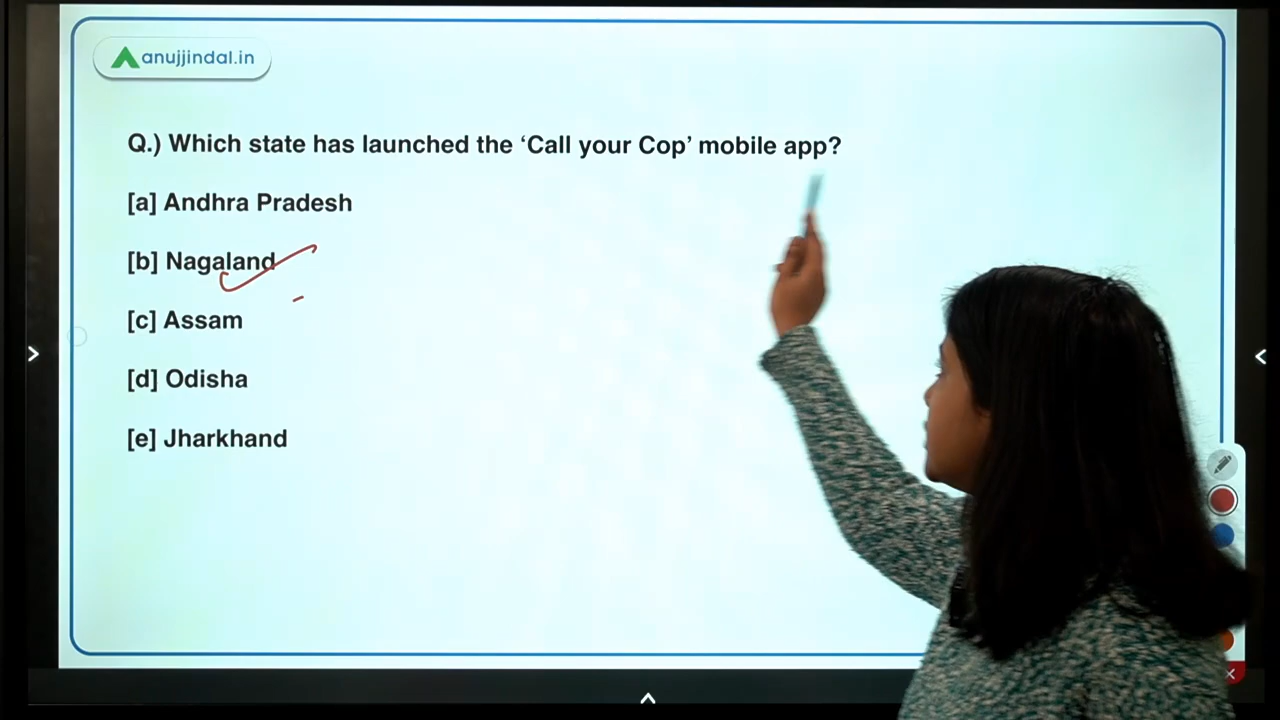 anujjindal.in
Q.) Which state has launched the ‘Call your Cop’ mobile app?
[a] Andhra Pradesh
[b] Nagaland
[c] Assam
[d] Odisha
[e] Jharkhand